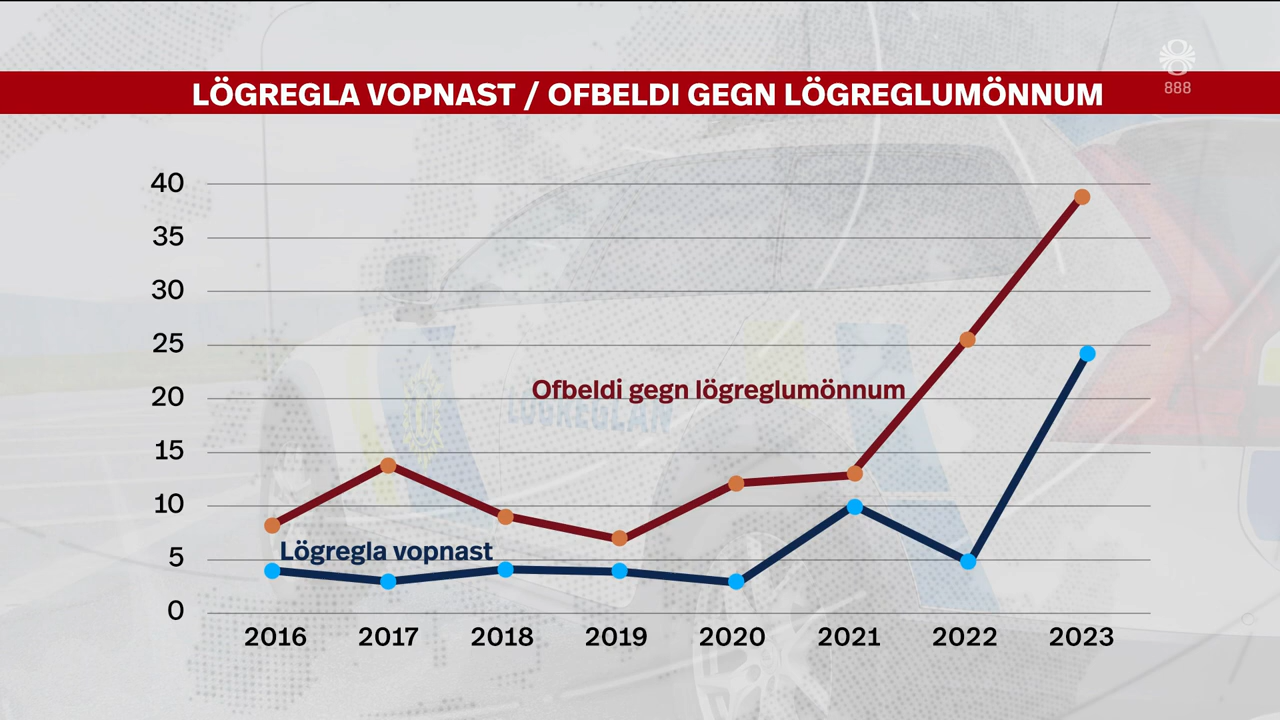 LÖGREGLA VOPNAST / OFBELDI GEGN LÖGREGLUMÖNNUM
888
40
35
30
25
20
15
10
5
0
Ofbeldi gegn lögreglumönnum
LÖGREGLAN
Lögregla vopnast
2016 2017 2018 2019 2020 2021 2022 2023